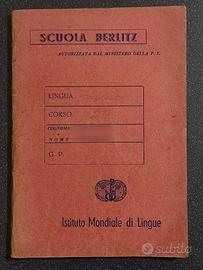 SCUOLA BERLITZ
AUTORIZZATA DAL MINISTERO DELLA P. I.
LINGUA
CORSO
COGNOME
e
NOME
G. P.
Istituto Mondiale di Lingue
subito